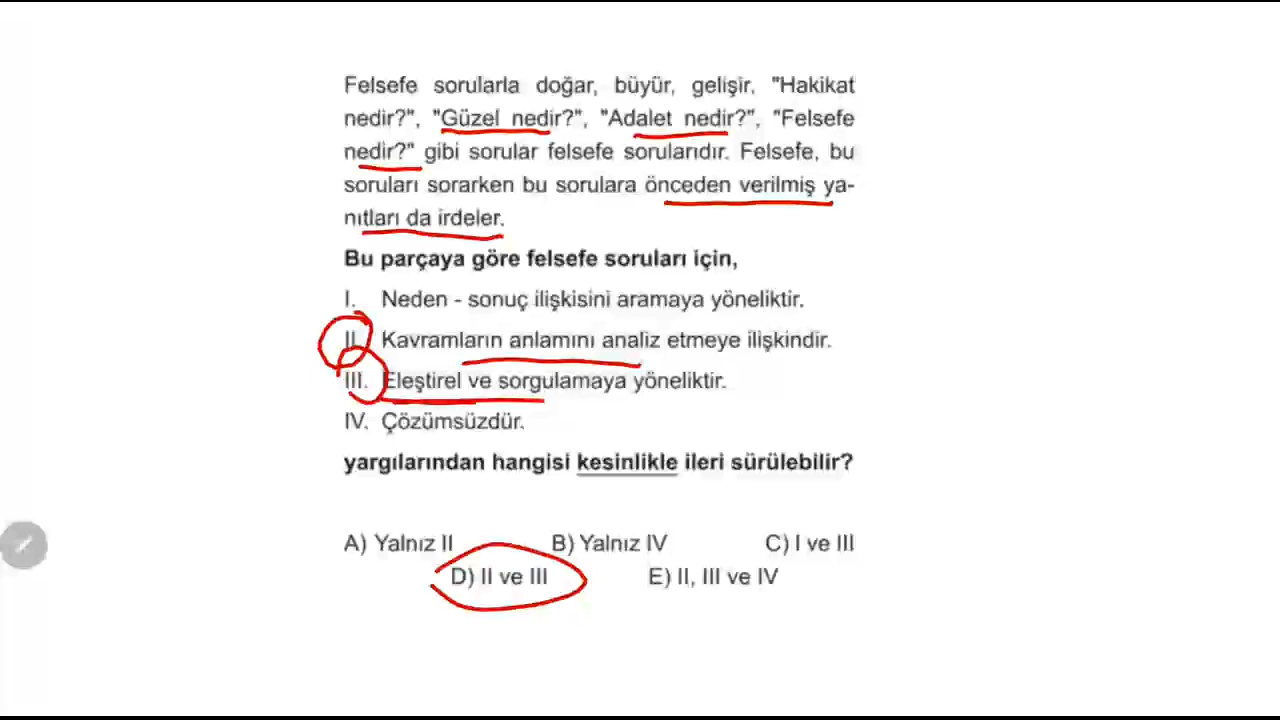 Felsefe sorularla doğar, büyür, gelişir. "Hakikat
nedir?", "Güzel nedir?", "Adalet nedir?", "Felsefe
nedir?" gibi sorular felsefe sorularıdır. Felsefe, bu
soruları sorarken bu sorulara önceden verilmiş ya-
nıtları da irdeler.
Bu parçaya göre felsefe soruları için,
I. Neden - sonuç ilişkisini aramaya yöneliktir.
II. Kavramların anlamını analiz etmeye ilişkindir.
III. Eleştirel ve sorgulamaya yöneliktir.
IV. Çözümsüzdür.
yargılarından hangisi kesinlikle ileri sürülebilir?
A) Yalnız II B) Yalnız IV C) I ve III
D) II ve III E) II, III ve IV